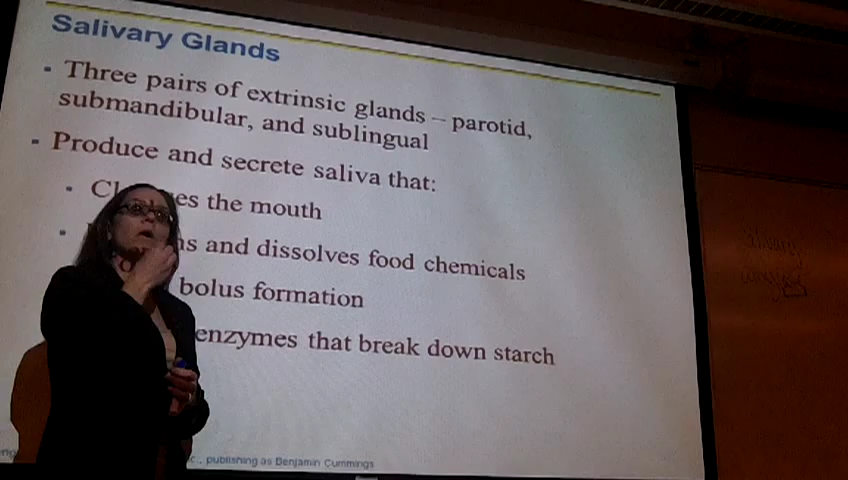 Salivary Glands
▪ Three pairs of extrinsic glands – parotid,
submandibular, and sublingual
▪ Produce and secrete saliva that:
▪ the mouth
▪ and dissolves food chemicals
bolus formation
enzymes that break down starch
publishing as Benjamin Cummings
Salivary